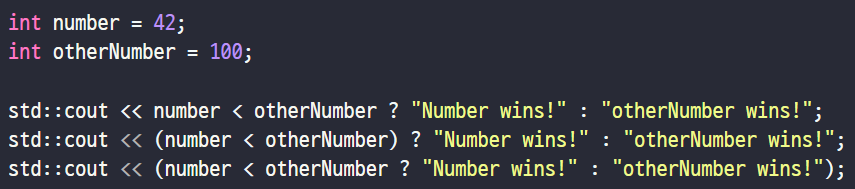 int number = 42;
int otherNumber = 100;
std::cout << number < otherNumber ? "Number wins!" : "otherNumber wins!";
std::cout << (number < otherNumber) ? "Number wins!" : "otherNumber wins!";
std::cout << (number < otherNumber ? "Number wins!" : "otherNumber wins!");